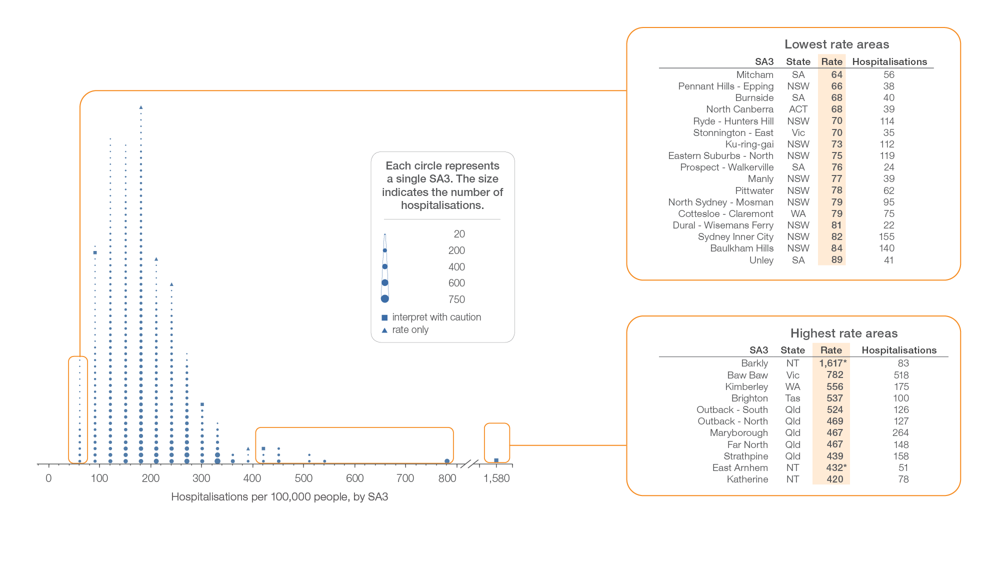 Lowest rate areas
SA3 State Rate Hospitalisations
Mitcham SA 64 56
Pennant Hills - Epping NSW 66 38
Burnside SA 68 40
North Canberra ACT 68 39
Ryde - Hunters Hill NSW 70 114
Stonnington - East Vic 70 35
Ku-ring-gai NSW 73 112
Eastern Suburbs - North NSW 75 119
Prospect - Walkerville SA 76 24
Manly NSW 77 39
Pittwater NSW 78 62
North Sydney - Mosman NSW 79 95
Cottesloe - Claremont WA 79 75
Dural - Wisemans Ferry NSW 81 22
Sydney Inner City NSW 82 155
Baulkham Hills NSW 84 140
Unley SA 89 41
Each circle represents
a single SA3. The size
indicates the number of
hospitalisations.
20
200
400
600
750
interpret with caution
rate only
Highest rate areas
SA3 State Rate Hospitalisations
Barkly NT 1,617* 83
Baw Baw Vic 782 518
Kimberley WA 556 175
Brighton Tas 537 100
Outback - South Qld 524 126
Outback - North Qld 469 127
Maryborough Qld 467 264
Far North Qld 467 148
Strathpine Qld 439 158
East Arnhem NT 432* 51
Katherine NT 420 78
0 100 200 300 400 500 600 700 800 1,580
Hospitalisations per 100,000 people, by SA3